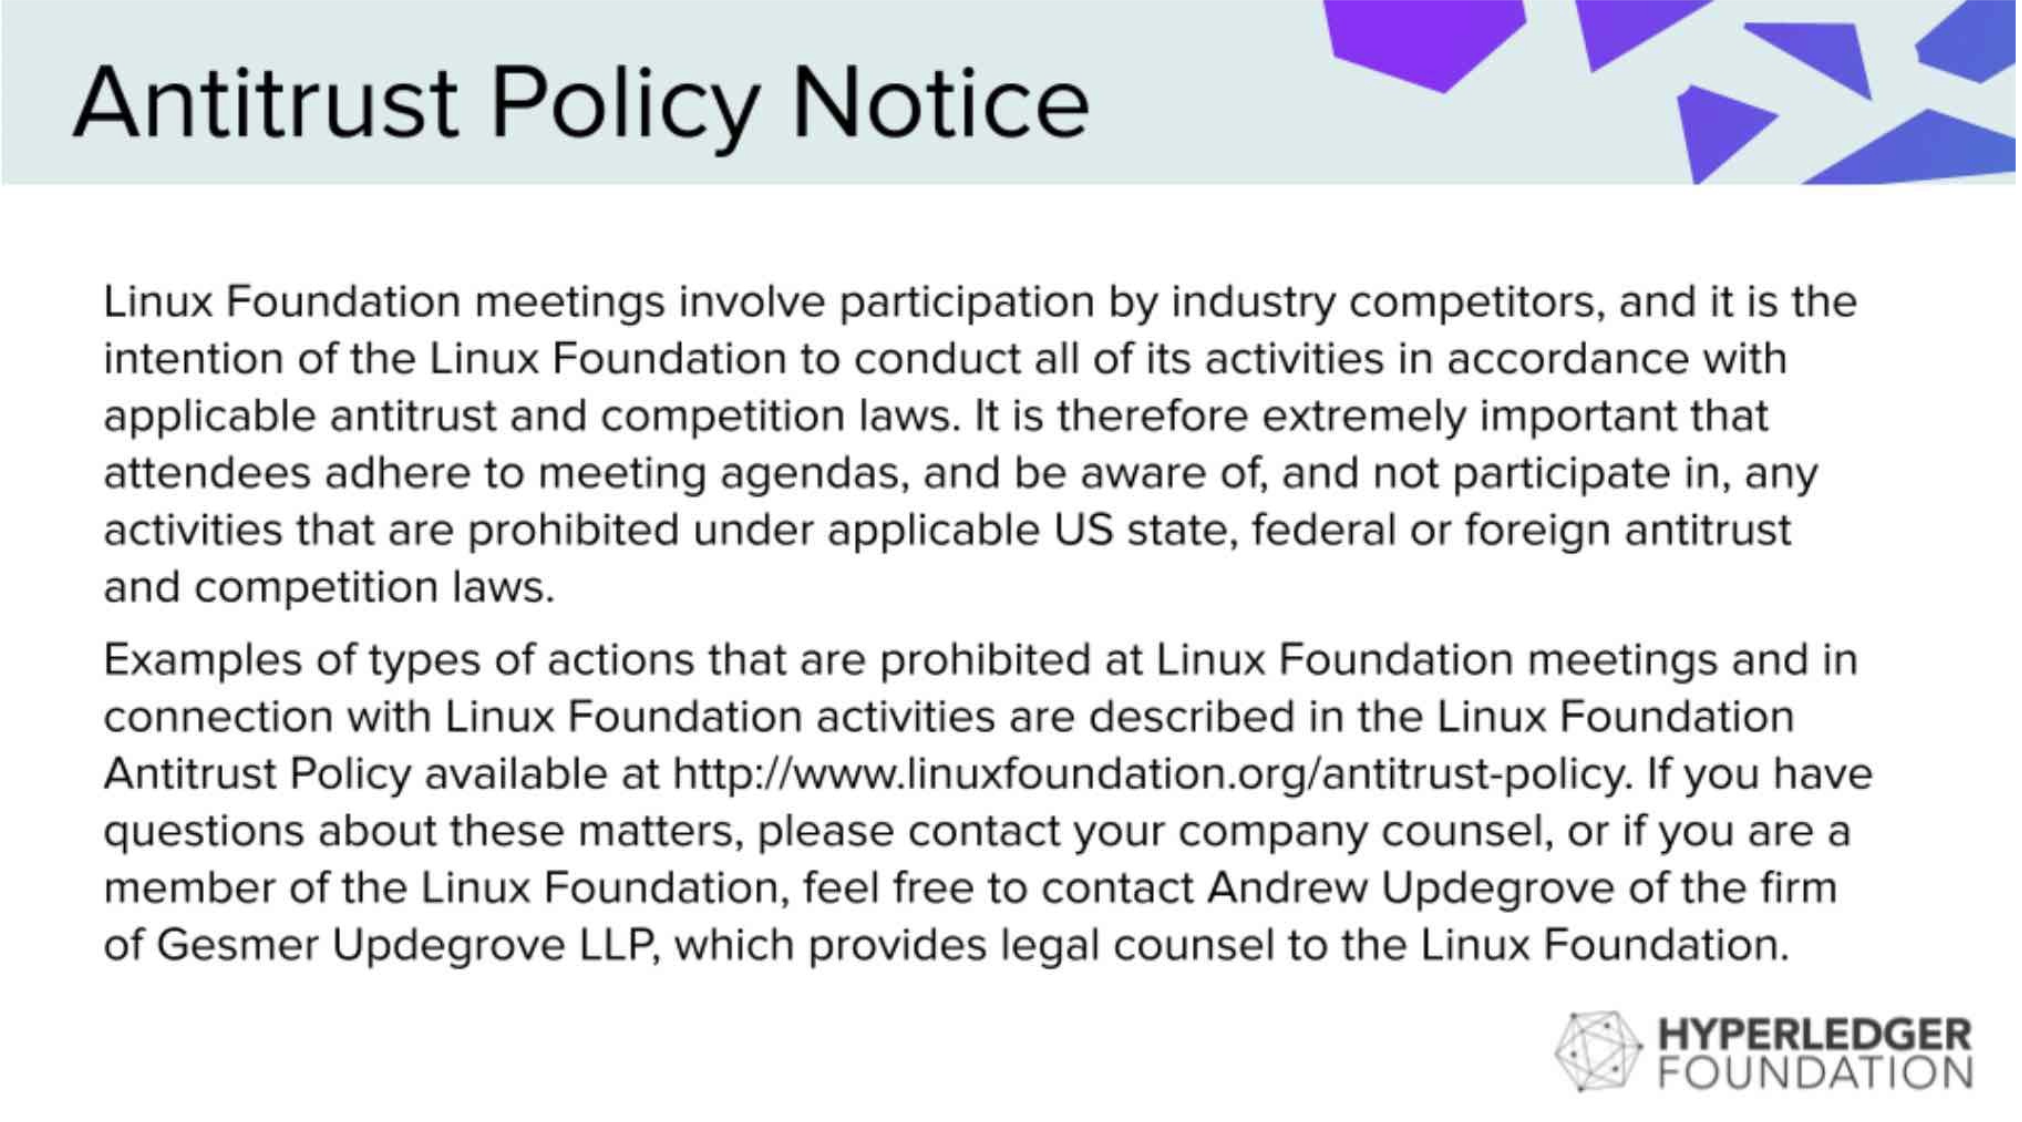 Antitrust Policy Notice
Linux Foundation meetings involve participation by industry competitors, and it is the
intention of the Linux Foundation to conduct all of its activities in accordance with
applicable antitrust and competition laws. It is therefore extremely important that
attendees adhere to meeting agendas, and be aware of, and not participate in, any
activities that are prohibited under applicable US state, federal or foreign antitrust
and competition laws.
Examples of types of actions that are prohibited at Linux Foundation meetings and in
connection with Linux Foundation activities are described in the Linux Foundation
Antitrust Policy available at http://www.linuxfoundation.org/antitrust-policy. If you have
questions about these matters, please contact your company counsel, or if you are a
member of the Linux Foundation, feel free to contact Andrew Updegrove of the firm
of Gesmer Updegrove LLP, which provides legal counsel to the Linux Foundation.
HYPERLEDGER
FOUNDATION